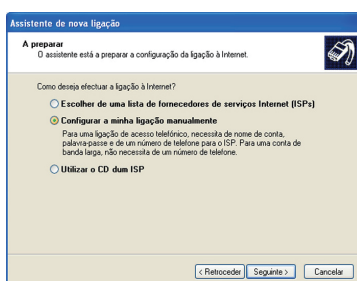 Assistente de nova ligação
A preparar
O assistente está a preparar a configuração da ligação à Internet.
Como deseja efectuar a ligação à Internet?
Escolher de uma lista de fornecedores de serviços Internet (ISPs)
Configurar a minha ligação manualmente
Para uma ligação de acesso telefónico, necessita de nome de conta,
palavra-passe e de um número de telefone para o ISP. Para uma conta de
banda larga, não necessita de um número de telefone.
Utilizar o CD dum ISP
< Retroceder Seguinte > Cancelar